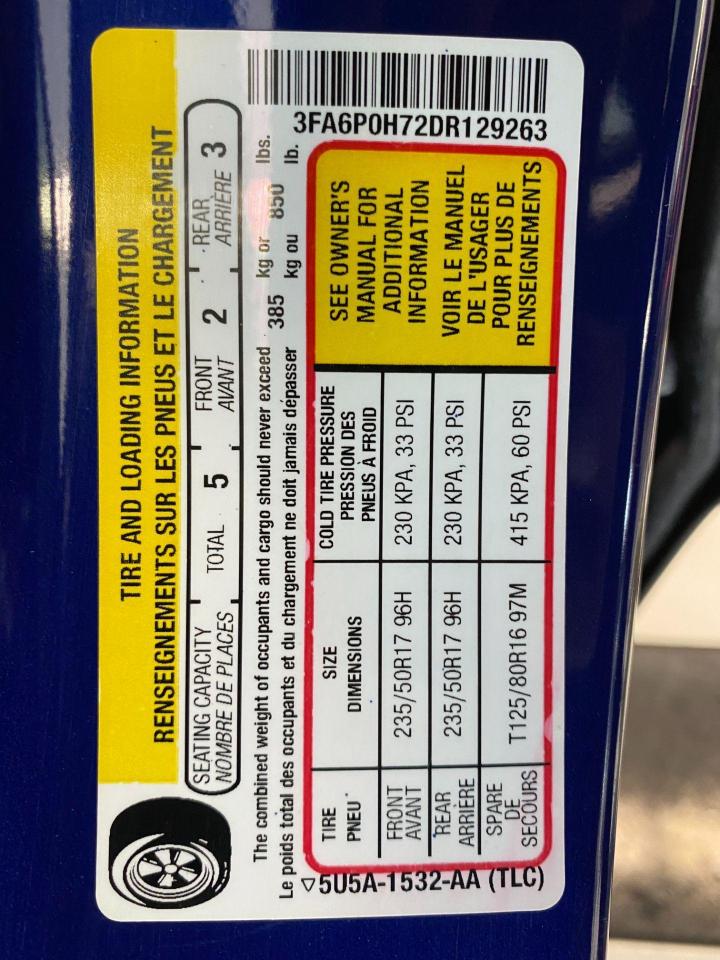 TIRE AND LOADING INFORMATION
RENSEIGNEMENTS SUR LES PNEUS ET LE CHARGEMENT
SEATING CAPACITY
NOMBRE DE PLACES
TOTAL 5
FRONT
AVANT
2
REAR
ARRIÈRE
3
The combined weight of occupants and cargo should never exceed 385 kg or 850 lbs.
Le poids total des occupants et du chargement ne doit jamais dépasser kg ou lb.
3FA6P0H72DR129263
TIRE
PNEU
SIZE
DIMENSIONS
COLD TIRE PRESSURE
PRESSION DES
PNEUS À FROID
FRONT
AVANT
235/50R17 96H
230 KPA, 33 PSI
REAR
ARRIÈRE
235/50R17 96H
230 KPA, 33 PSI
SPARE
DE
SECOURS
T125/80R16 97M
415 KPA, 60 PSI
SEE OWNER'S
MANUAL FOR
ADDITIONAL
INFORMATION
VOIR LE MANUEL
DE L'USAGER
POUR PLUS DE
RENSEIGNEMENTS
5U5A-1532-AA (TLC)